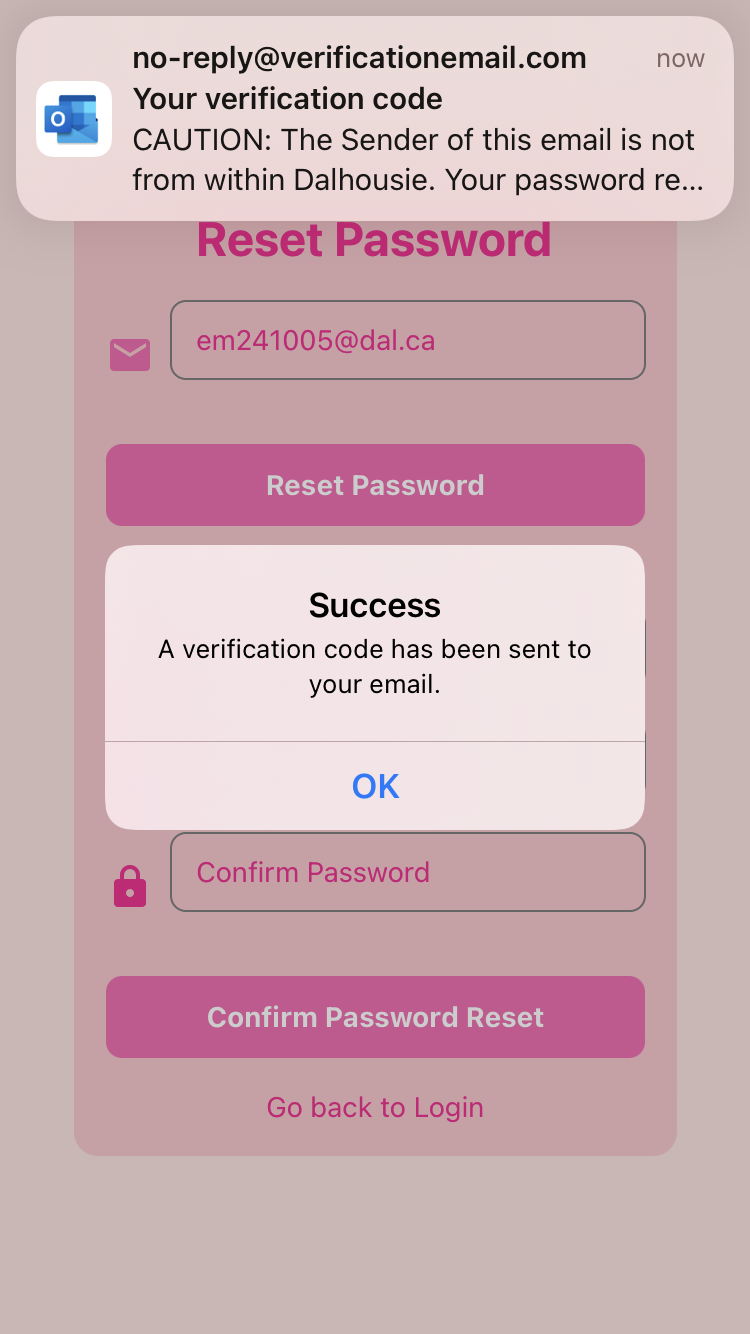 no-reply@verificationemail.com now
Your verification code
CAUTION: The Sender of this email is not
from within Dalhousie. Your password re...
Reset Password
em241005@dal.ca
Reset Password
Success
A verification code has been sent to
your email.
OK
Confirm Password
Confirm Password Reset
Go back to Login